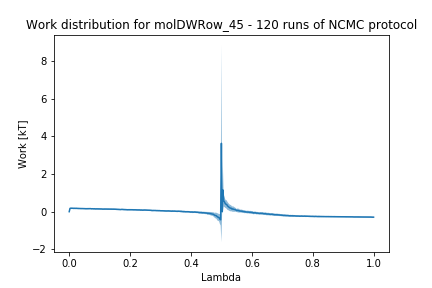 Work distribution for molDWRow_45 - 120 runs of NCMC protocol
8
6
4
2
0
−2
Work [kT]
0.0 0.2 0.4 0.6 0.8 1.0
Lambda